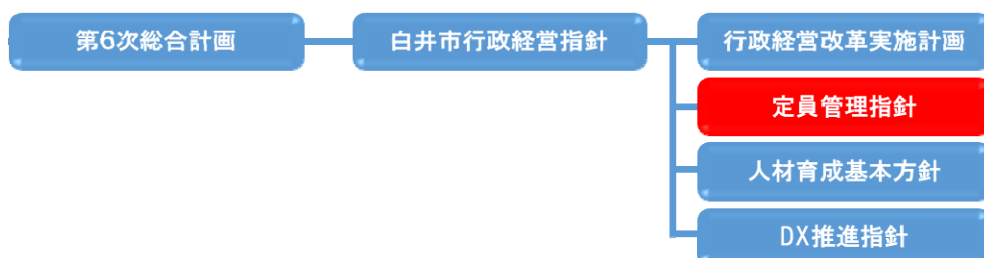 第6次総合計画
白井市行政経営指針
行政経営改革実施計画
定員管理指針
人材育成基本方針
DX推進指針